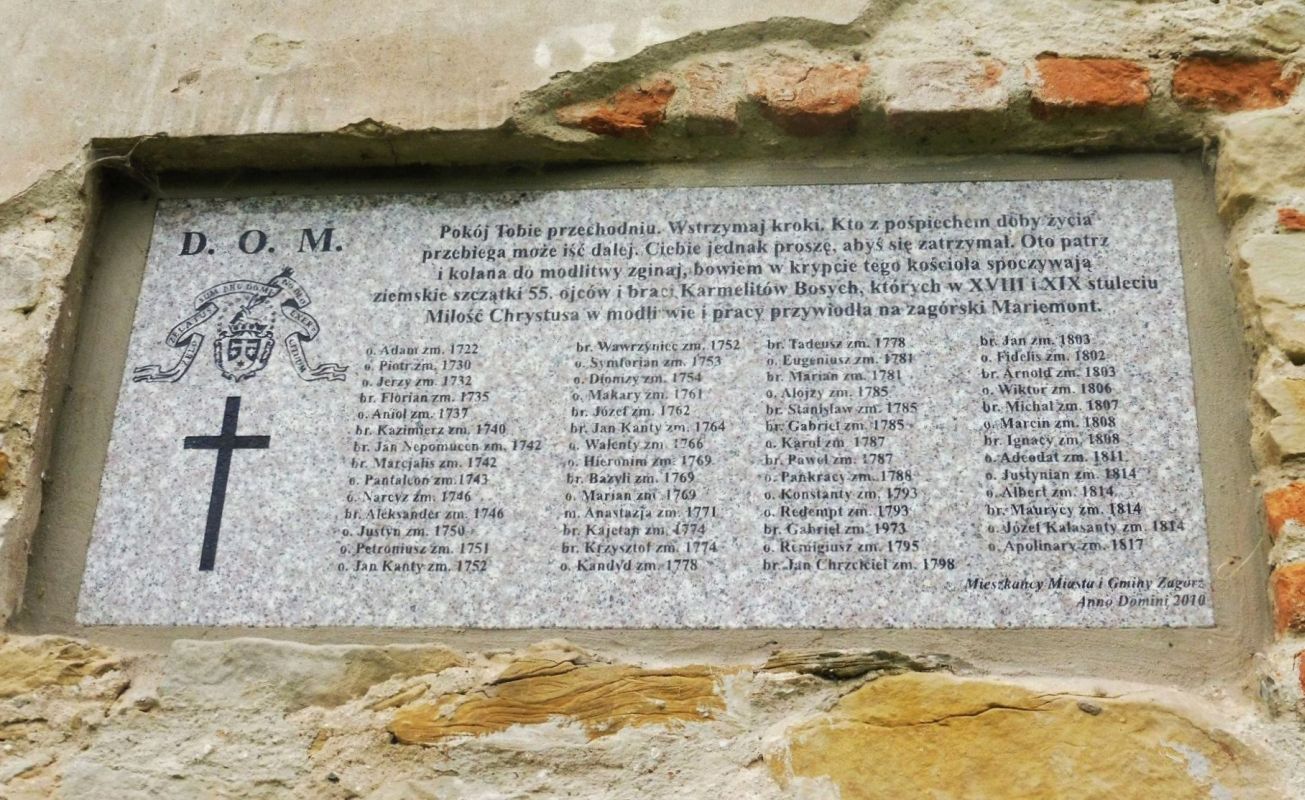 D. O. M.
Pokój Tobie przechodniu. Wstrzymaj kroki. Kto z pośpiechem doby życia
przebiega może iść dalej. Ciebie jednak proszę, abyś się zatrzymał. Oto patrz
i kolana do modlitwy zginaj, bowiem w krypcie tego kościoła spoczywają
ziemskie szczątki 55. ojców i braci Karmelitów Bosych, których w XVIII i XIX stuleciu
Miłość Chrystusa w modlitwie i pracy przywiodła na zagórski Mariemont.
o. Adam zm. 1722
o. Piotr zm. 1730
o. Jerzy zm. 1732
br. Florian zm. 1735
o. Anioł zm. 1737
br. Kazimierz zm. 1740
br. Jan Nepomucen zm. 1742
br. Marcjalis zm. 1742
o. Pantaleon zm. 1743
o. Narcyz zm. 1746
br. Aleksander zm. 1746
o. Justyn zm. 1750
o. Petroniusz zm. 1751
o. Jan Kanty zm. 1752
br. Wawrzyniec zm. 1752
o. Symforian zm. 1753
o. Dionizy zm. 1754
o. Makary zm. 1761
br. Józef zm. 1762
br. Jan Kanty zm. 1764
o. Walenty zm. 1766
o. Hieronim zm. 1769
br. Bazyli zm. 1769
o. Marian zm. 1769
m. Anastazja zm. 1771
br. Kajetan zm. 1774
br. Krzysztof zm. 1774
o. Kandyd zm. 1778
br. Tadeusz zm. 1778
o. Eugeniusz zm. 1781
br. Marian zm. 1781
o. Alojzy zm. 1785
br. Stanisław zm. 1785
br. Gabriel zm. 1785
o. Karol zm. 1787
br. Paweł zm. 1787
o. Pankracy zm. 1788
o. Konstanty zm. 1793
o. Redempt zm. 1793
br. Gabriel zm. 1973
o. Remigiusz zm. 1795
br. Jan Chrzciciel zm. 1798
br. Jan zm. 1803
o. Fidelis zm. 1802
br. Arnold zm. 1803
o. Wiktor zm. 1806
br. Michał zm. 1807
o. Marcin zm. 1808
br. Ignacy zm. 1808
o. Adeodat zm. 1811
o. Justynian zm. 1814
o. Albert zm. 1814
br. Maurycy zm. 1814
o. Józef Kalasanty zm. 1814
o. Apolinary zm. 1817
Mieszkańcy Miasta i Gminy Zagórz
Anno Domini 2010